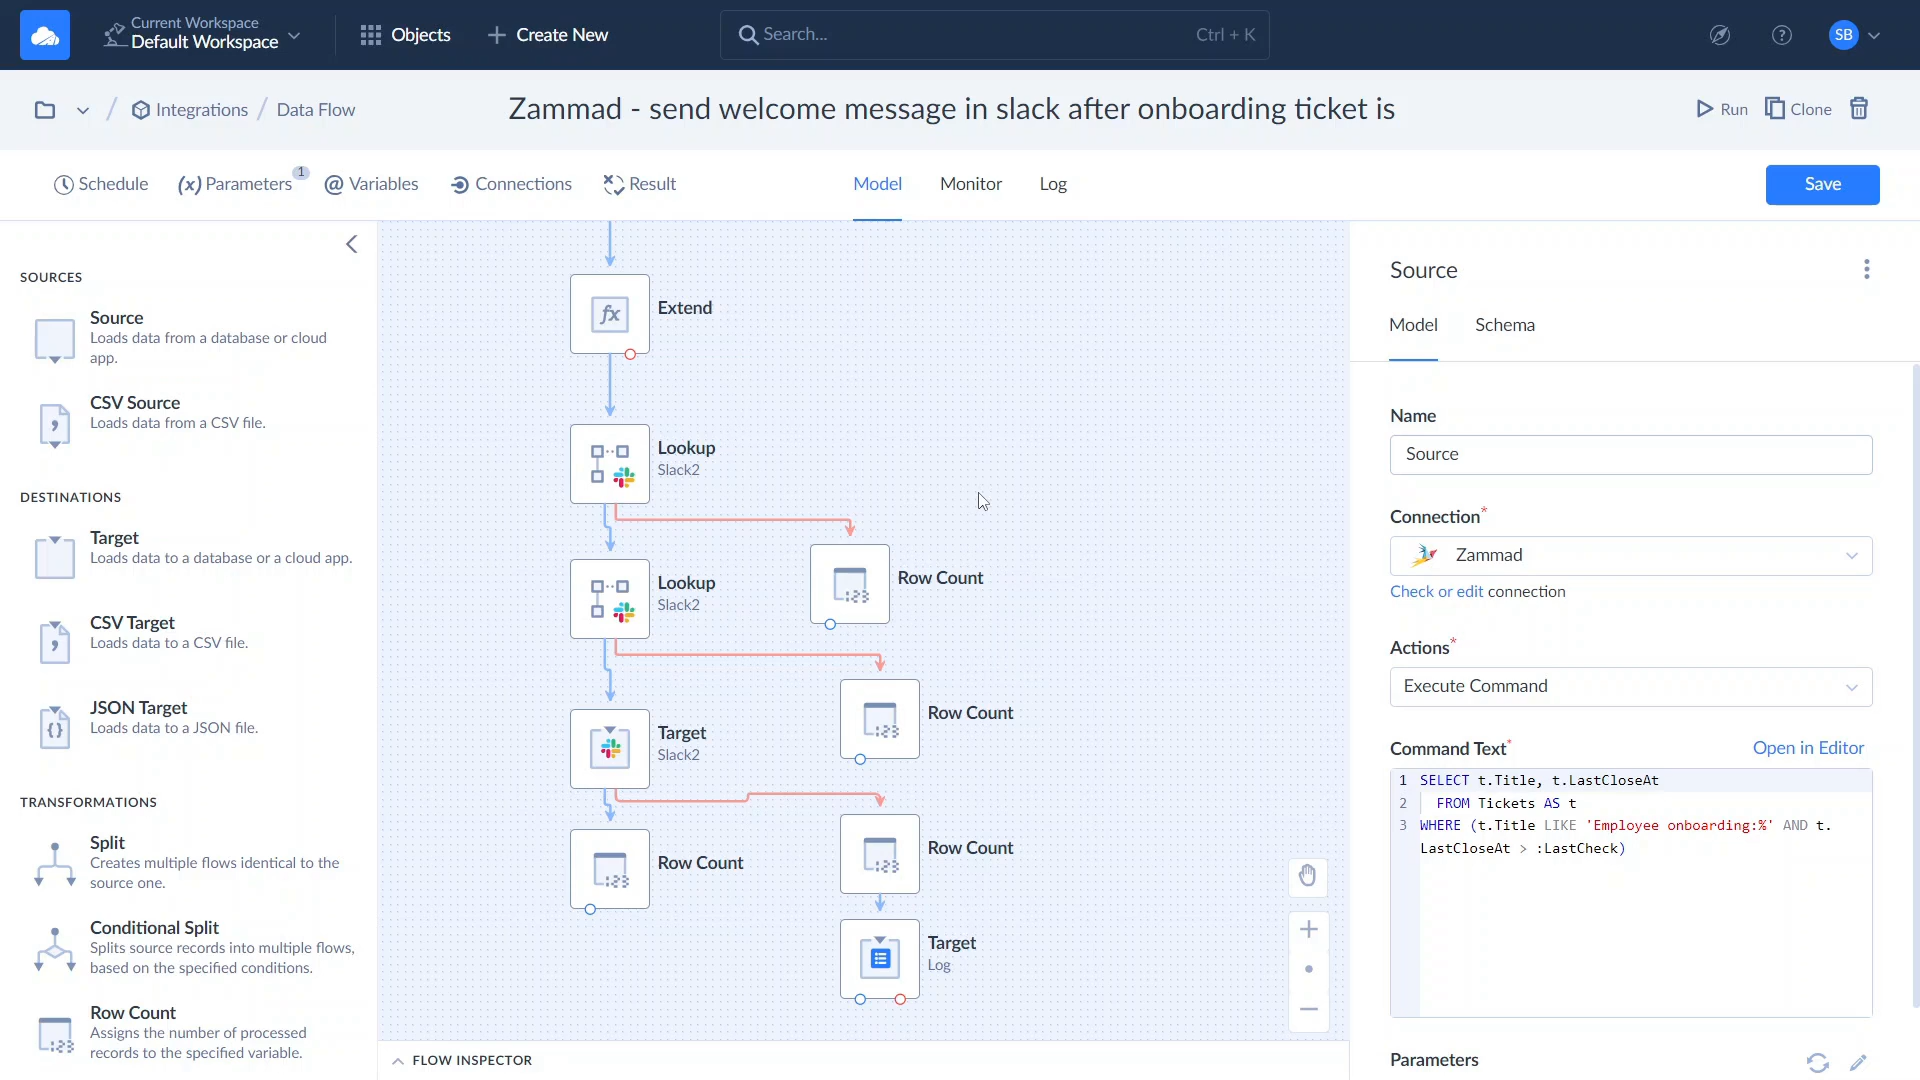 Current Workspace
Default Workspace
Objects
Create New
Search...
Ctrl + K
SB
Integrations
Data Flow
Zammad - send welcome message in slack after onboarding ticket is
Run
Clone
Schedule
(x) Parameters
1
@ Variables
Connections
Result
Model
Monitor
Log
Save
SOURCES
Source
Loads data from a database or cloud
app.
CSV Source
Loads data from a CSV file.
DESTINATIONS
Target
Loads data to a database or a cloud app.
CSV Target
Loads data to a CSV file.
JSON Target
Loads data to a JSON file.
TRANSFORMATIONS
Split
Creates multiple flows identical to the
source one.
Conditional Split
Splits source records into multiple flows,
based on the specified conditions.
Row Count
Assigns the number of processed
records to the specified variable.
fx
Extend
Lookup
Slack2
Lookup
Slack2
Row Count
Target
Slack2
Row Count
Row Count
Row Count
Target
Log
FLOW INSPECTOR
Source
Model
Schema
Name
Source
Connection*
Zammad
Check or edit connection
Actions*
Execute Command
Command Text*
Open in Editor
1 SELECT t.Title, t.LastCloseAt
2 FROM Tickets AS t
3 WHERE (t.Title LIKE 'Employee onboarding:%' AND t.
LastCloseAt > :LastCheck)
Parameters